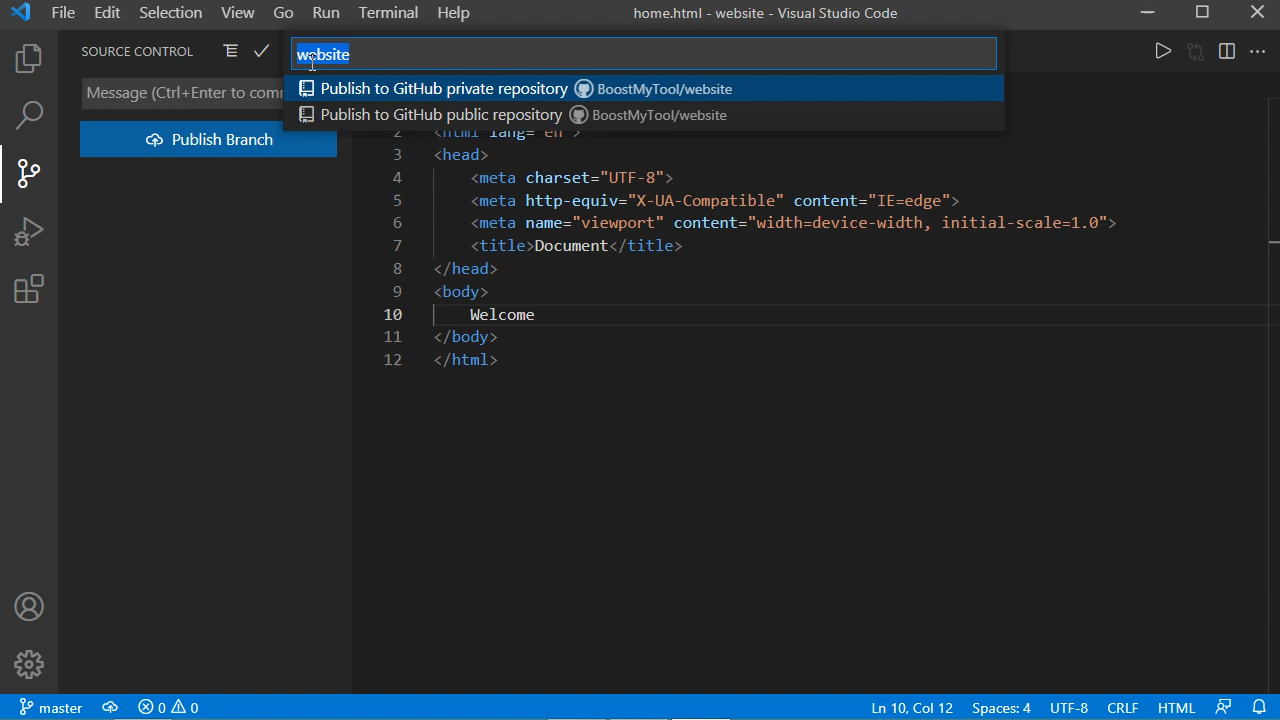 File Edit Selection View Go Run Terminal Help
home.html - website - Visual Studio Code
SOURCE CONTROL
website
Publish to GitHub private repository BoostMyTool/website
Publish to GitHub public repository BoostMyTool/website
Message (Ctrl+Enter to com
Publish Branch
2 <html lang="en">
3 <head>
4 <meta charset="UTF-8">
5 <meta http-equiv="X-UA-Compatible" content="IE=edge">
6 <meta name="viewport" content="width=device-width, initial-scale=1.0">
7 <title>Document</title>
8 </head>
9 <body>
10 Welcome
11 </body>
12 </html>
master 0 0 Ln 10, Col 12 Spaces: 4 UTF-8 CRLF HTML